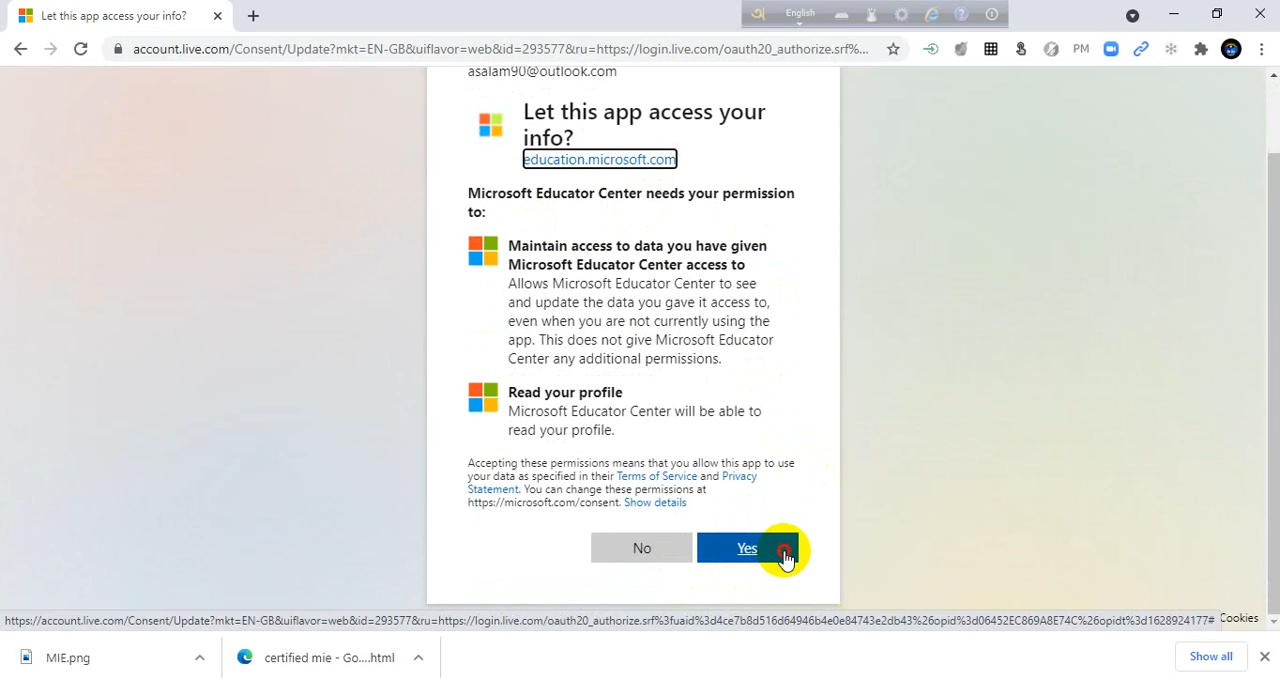 Let this app access your info?
English
account.live.com/Consent/Update?mkt=EN-GB&uiflavor=web&id=293577&ru=https://login.live.com/oauth20_authorize.srf%...
PM
asalam90@outlook.com
Let this app access your
info?
education.microsoft.com
Microsoft Educator Center needs your permission
to:
Maintain access to data you have given
Microsoft Educator Center access to
Allows Microsoft Educator Center to see
and update the data you gave it access to,
even when you are not currently using the
app. This does not give Microsoft Educator
Center any additional permissions.
Read your profile
Microsoft Educator Center will be able to
read your profile.
Accepting these permissions means that you allow this app to use
your data as specified in their Terms of Service and Privacy
Statement. You can change these permissions at
https://microsoft.com/consent. Show details
No
Yes
https://account.live.com/Consent/Update?mkt=EN-GB&uiflavor=web&id=293577&ru=https://login.live.com/oauth20_authorize.srf%3fuaid%3d4ce7b8d516d64946b4e0e84743e2db43%26opid%3d06452EC869A8E74C%26opidt%3d1628924177#
Cookies
MIE.png
certified mie - Go....html
Show all